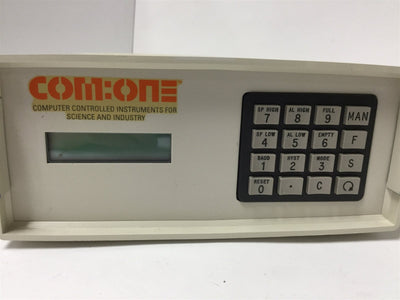 COM:ONE™
COMPUTER CONTROLLED INSTRUMENTS FOR
SCIENCE AND INDUSTRY
SP HIGH AL HIGH FULL
7 8 9 MAN
SP LOW AL LOW EMPTY
4 5 6 F
BAUD HYST MODE
1 2 3 S
RESET
0 . C